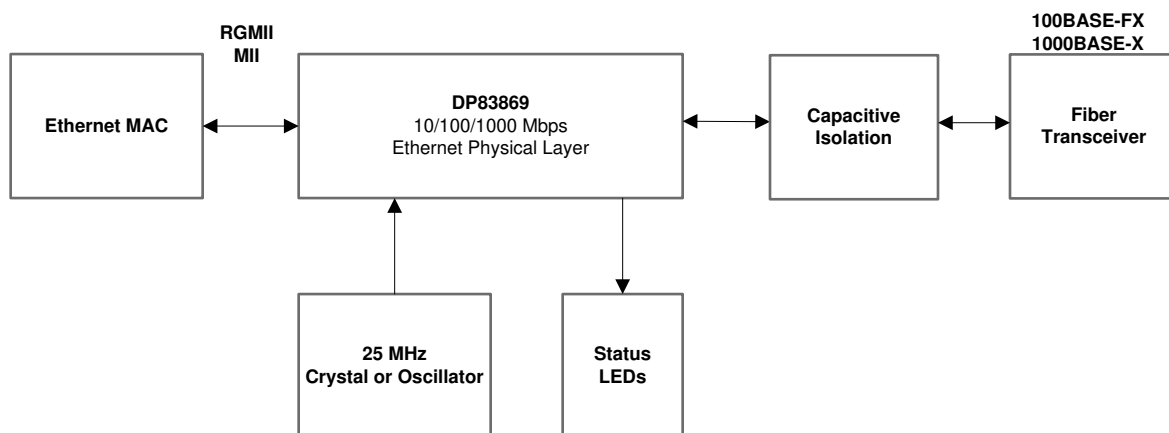 RGMII
MII
100BASE-FX
1000BASE-X
Ethernet MAC
DP83869
10/100/1000 Mbps
Ethernet Physical Layer
Capacitive
Isolation
Fiber
Transceiver
25 MHz
Crystal or Oscillator
Status
LEDs